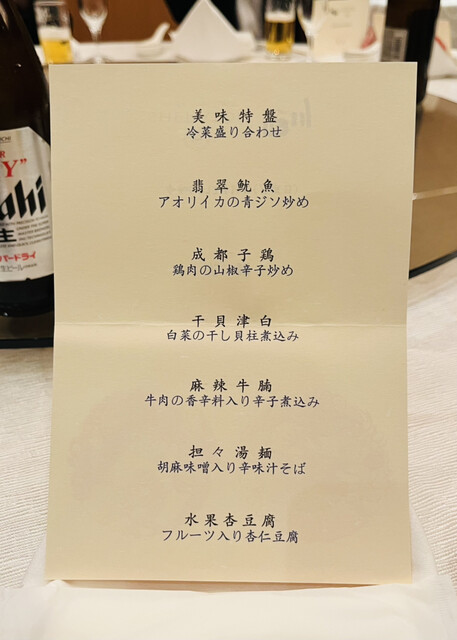 美味特盤
冷菜盛り合わせ
翡翠魷魚
アオリイカの青ジソ炒め
成都子鶏
鶏肉の山椒辛子炒め
干貝津白
白菜の干し貝柱煮込み
麻辣牛腩
牛肉の香辛料入り辛子煮込み
担々湯麺
胡麻味噌入り辛味汁そば
水果杏豆腐
フルーツ入り杏仁豆腐